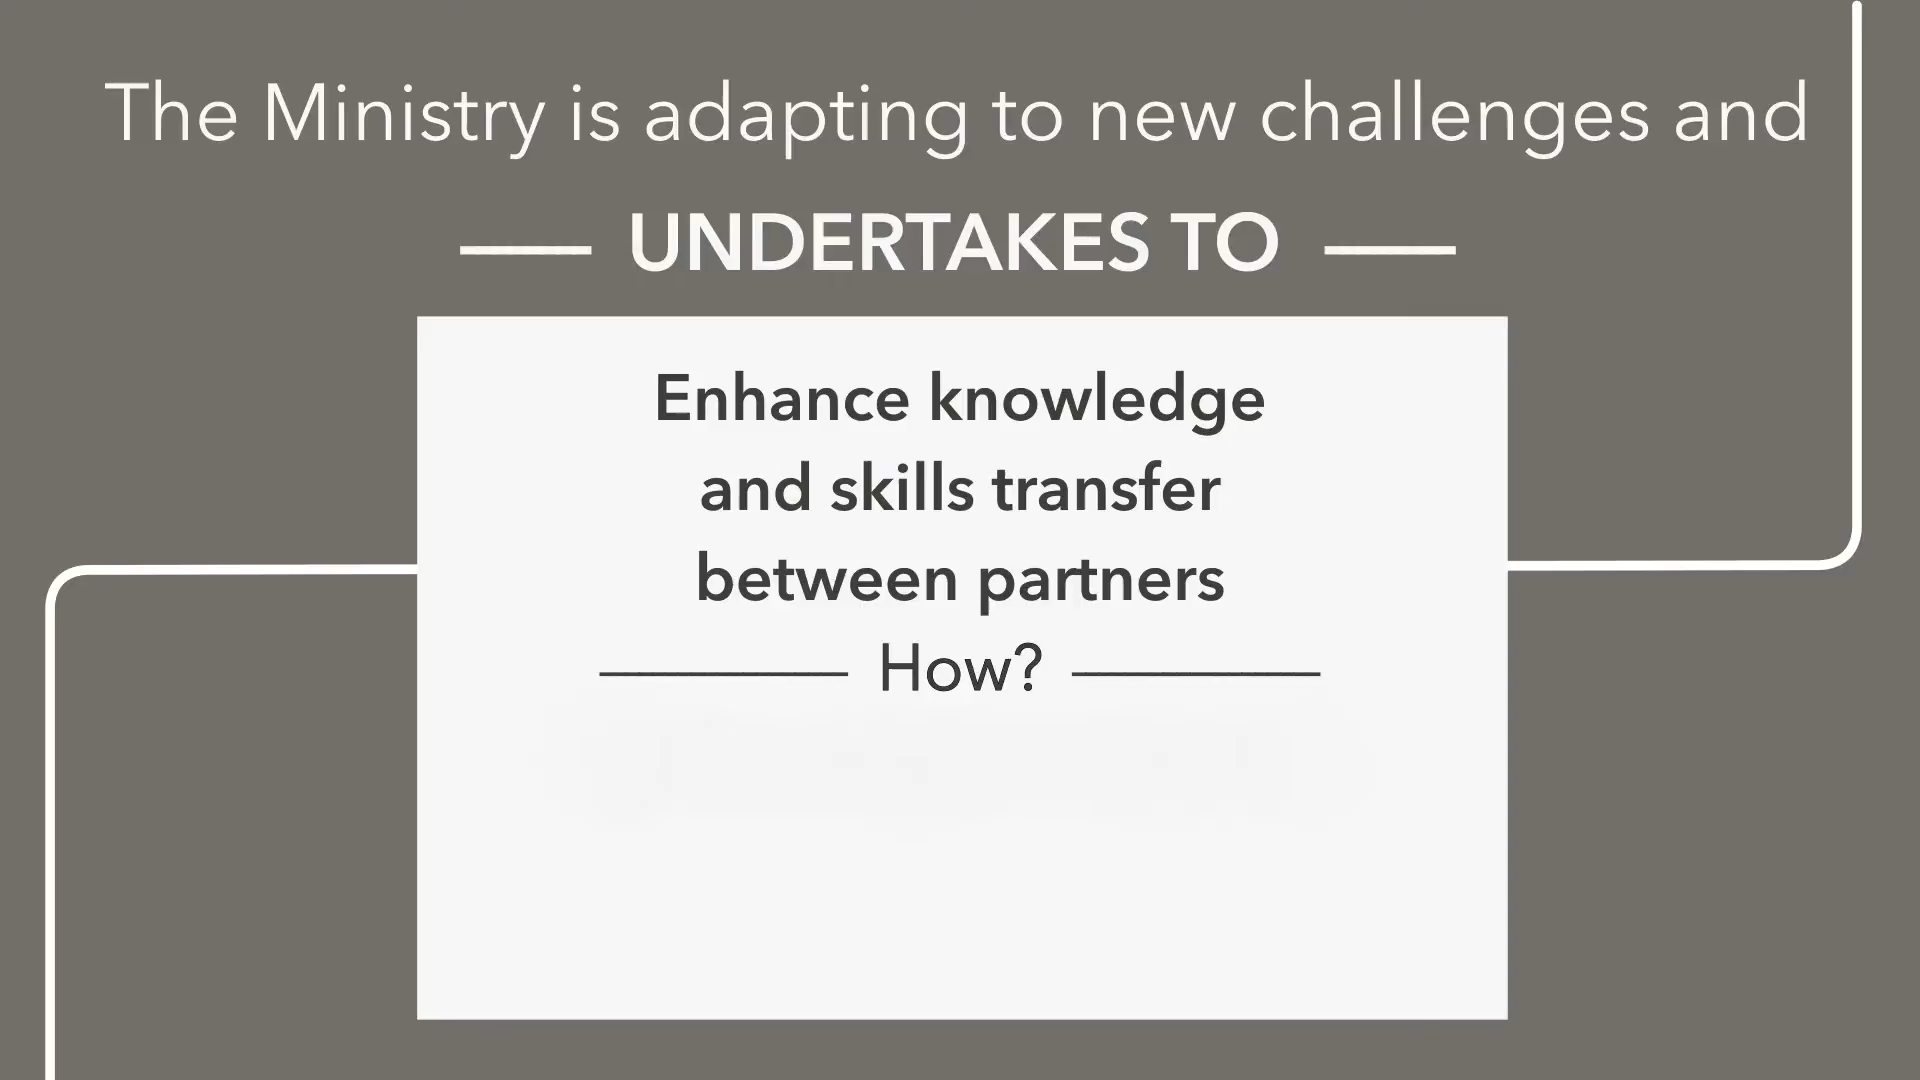 The Ministry is adapting to new challenges and
UNDERTAKES TO
Enhance knowledge
and skills transfer
between partners
How?